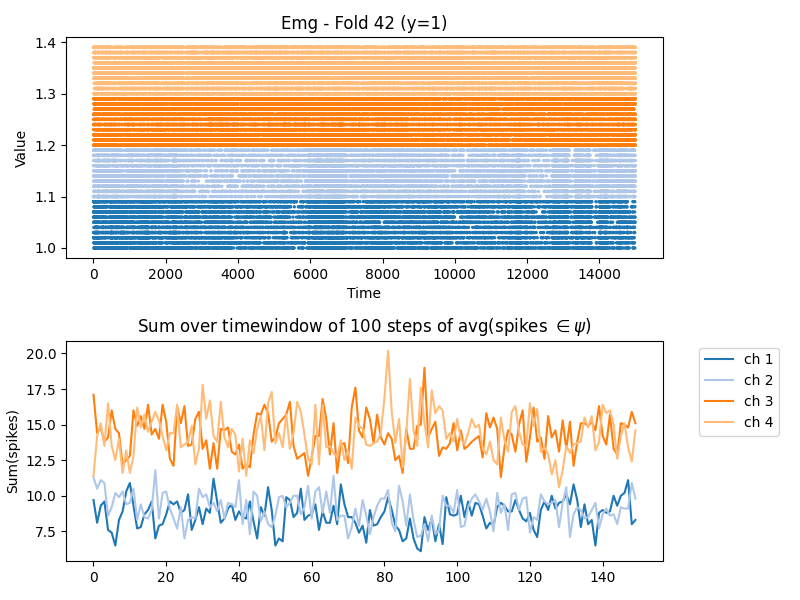 Emg - Fold 42 (y=1)
1.4
1.3
1.2
1.1
1.0
Value
0 2000 4000 6000 8000 10000 12000 14000
Time
Sum over timewindow of 100 steps of avg(spikes ∈ ψ)
20.0
17.5
15.0
12.5
10.0
7.5
Sum(spikes)
0 20 40 60 80 100 120 140
ch 1
ch 2
ch 3
ch 4